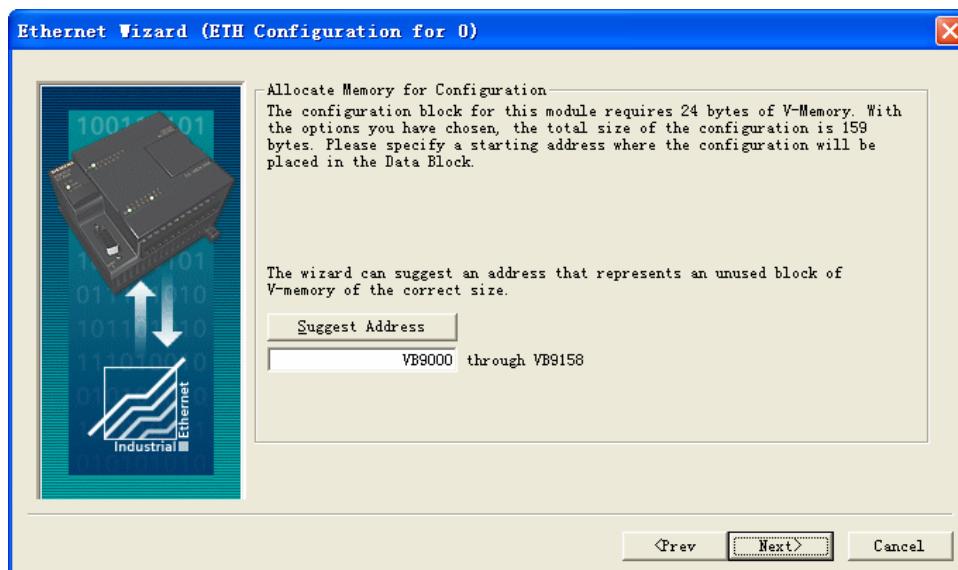 Ethernet Wizard (ETH Configuration for 0)
Allocate Memory for Configuration
The configuration block for this module requires 24 bytes of V-Memory. With
the options you have chosen, the total size of the configuration is 159
bytes. Please specify a starting address where the configuration will be
placed in the Data Block.
The wizard can suggest an address that represents an unused block of
V-memory of the correct size.
Suggest Address
VB9000 through VB9158
Industrial
Ethernet
<Prev
Next>
Cancel